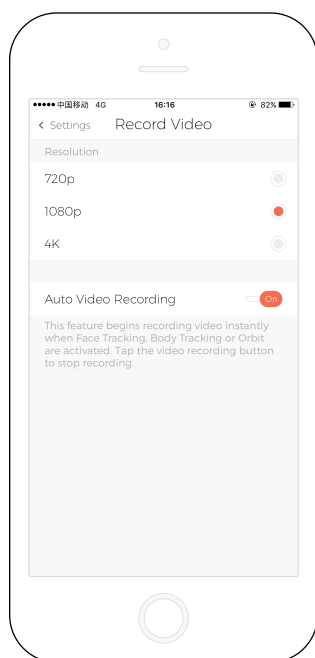 中国移动 4G 16:16 82%
Settings Record Video
Resolution
720p
1080p
4K
Auto Video Recording On
This feature begins recording video instantly
when Face Tracking, Body Tracking or Orbit
are activated. Tap the video recording button
to stop recording.